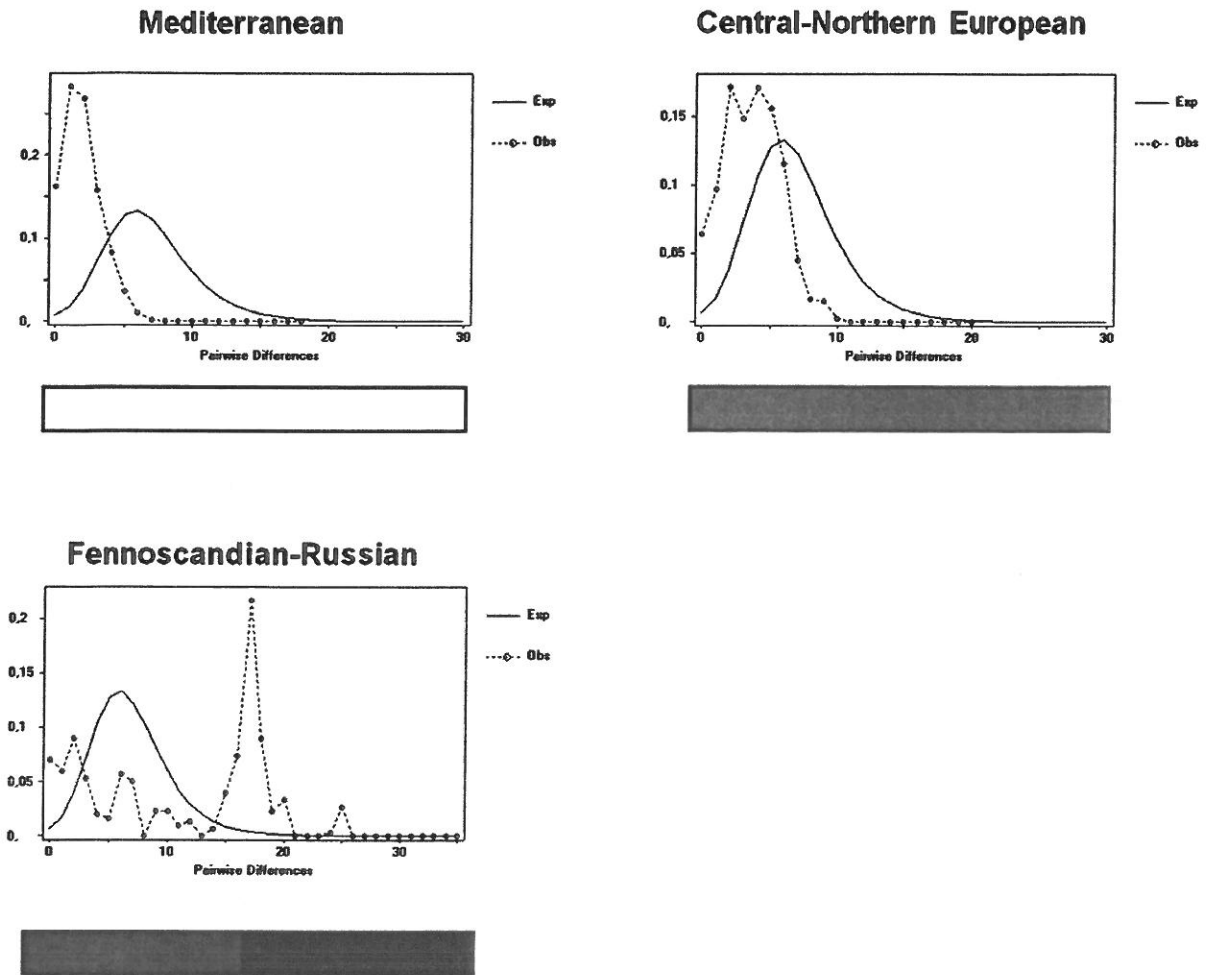 Mediterranean
Exp
Obs
0,2
0,1
0,
0 10 20 30
Pairwise Differences
Central-Northern European
Exp
Obs
0,15
0,1
0,05
0,
0 10 20 30
Pairwise Differences
Fennoscandian-Russian
Exp
Obs
0,2
0,15
0,1
0,05
0,
0 10 20 30
Pairwise Differences